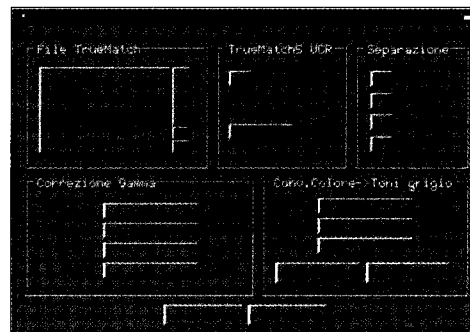 File TrueMatch
TrueMatch5 UCR
Separazione
Correzione Gamma
Conv.Colore- Toni grigio